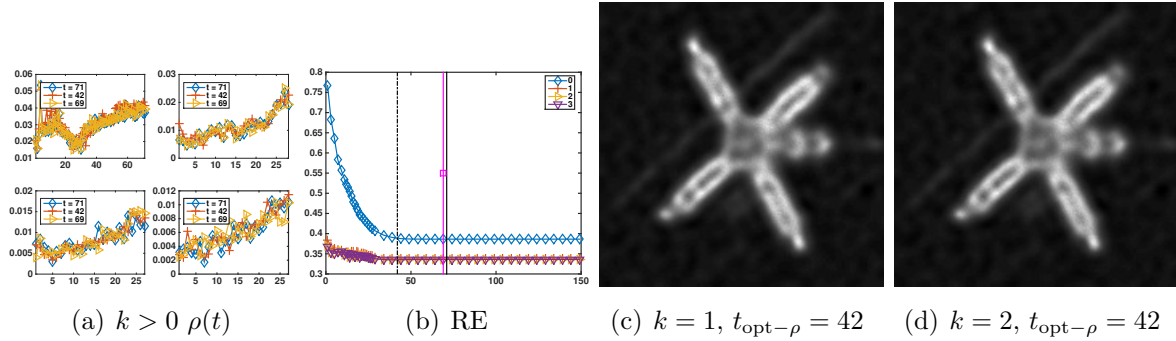 0.06
0.05
0.04
0.03
0.02
0.01
t = 71
t = 42
t = 69
20 40 60
0.03
0.02
0.01
0
t = 71
t = 42
t = 69
5 10 15 20 25
0.02
0.015
0.01
0.005
0
t = 71
t = 42
t = 69
5 10 15 20 25
0.012
0.01
0.008
0.006
0.004
0.002
0
t = 71
t = 42
t = 69
5 10 15 20 25
0.8
0.7
0.6
0.5
0.45
0.4
0.35
0.3
0 50 100 150
0
1
2
3
(a) k > 0 ρ(t)
(b) RE
(c) k = 1, t_opt−ρ = 42
(d) k = 2, t_opt−ρ = 42